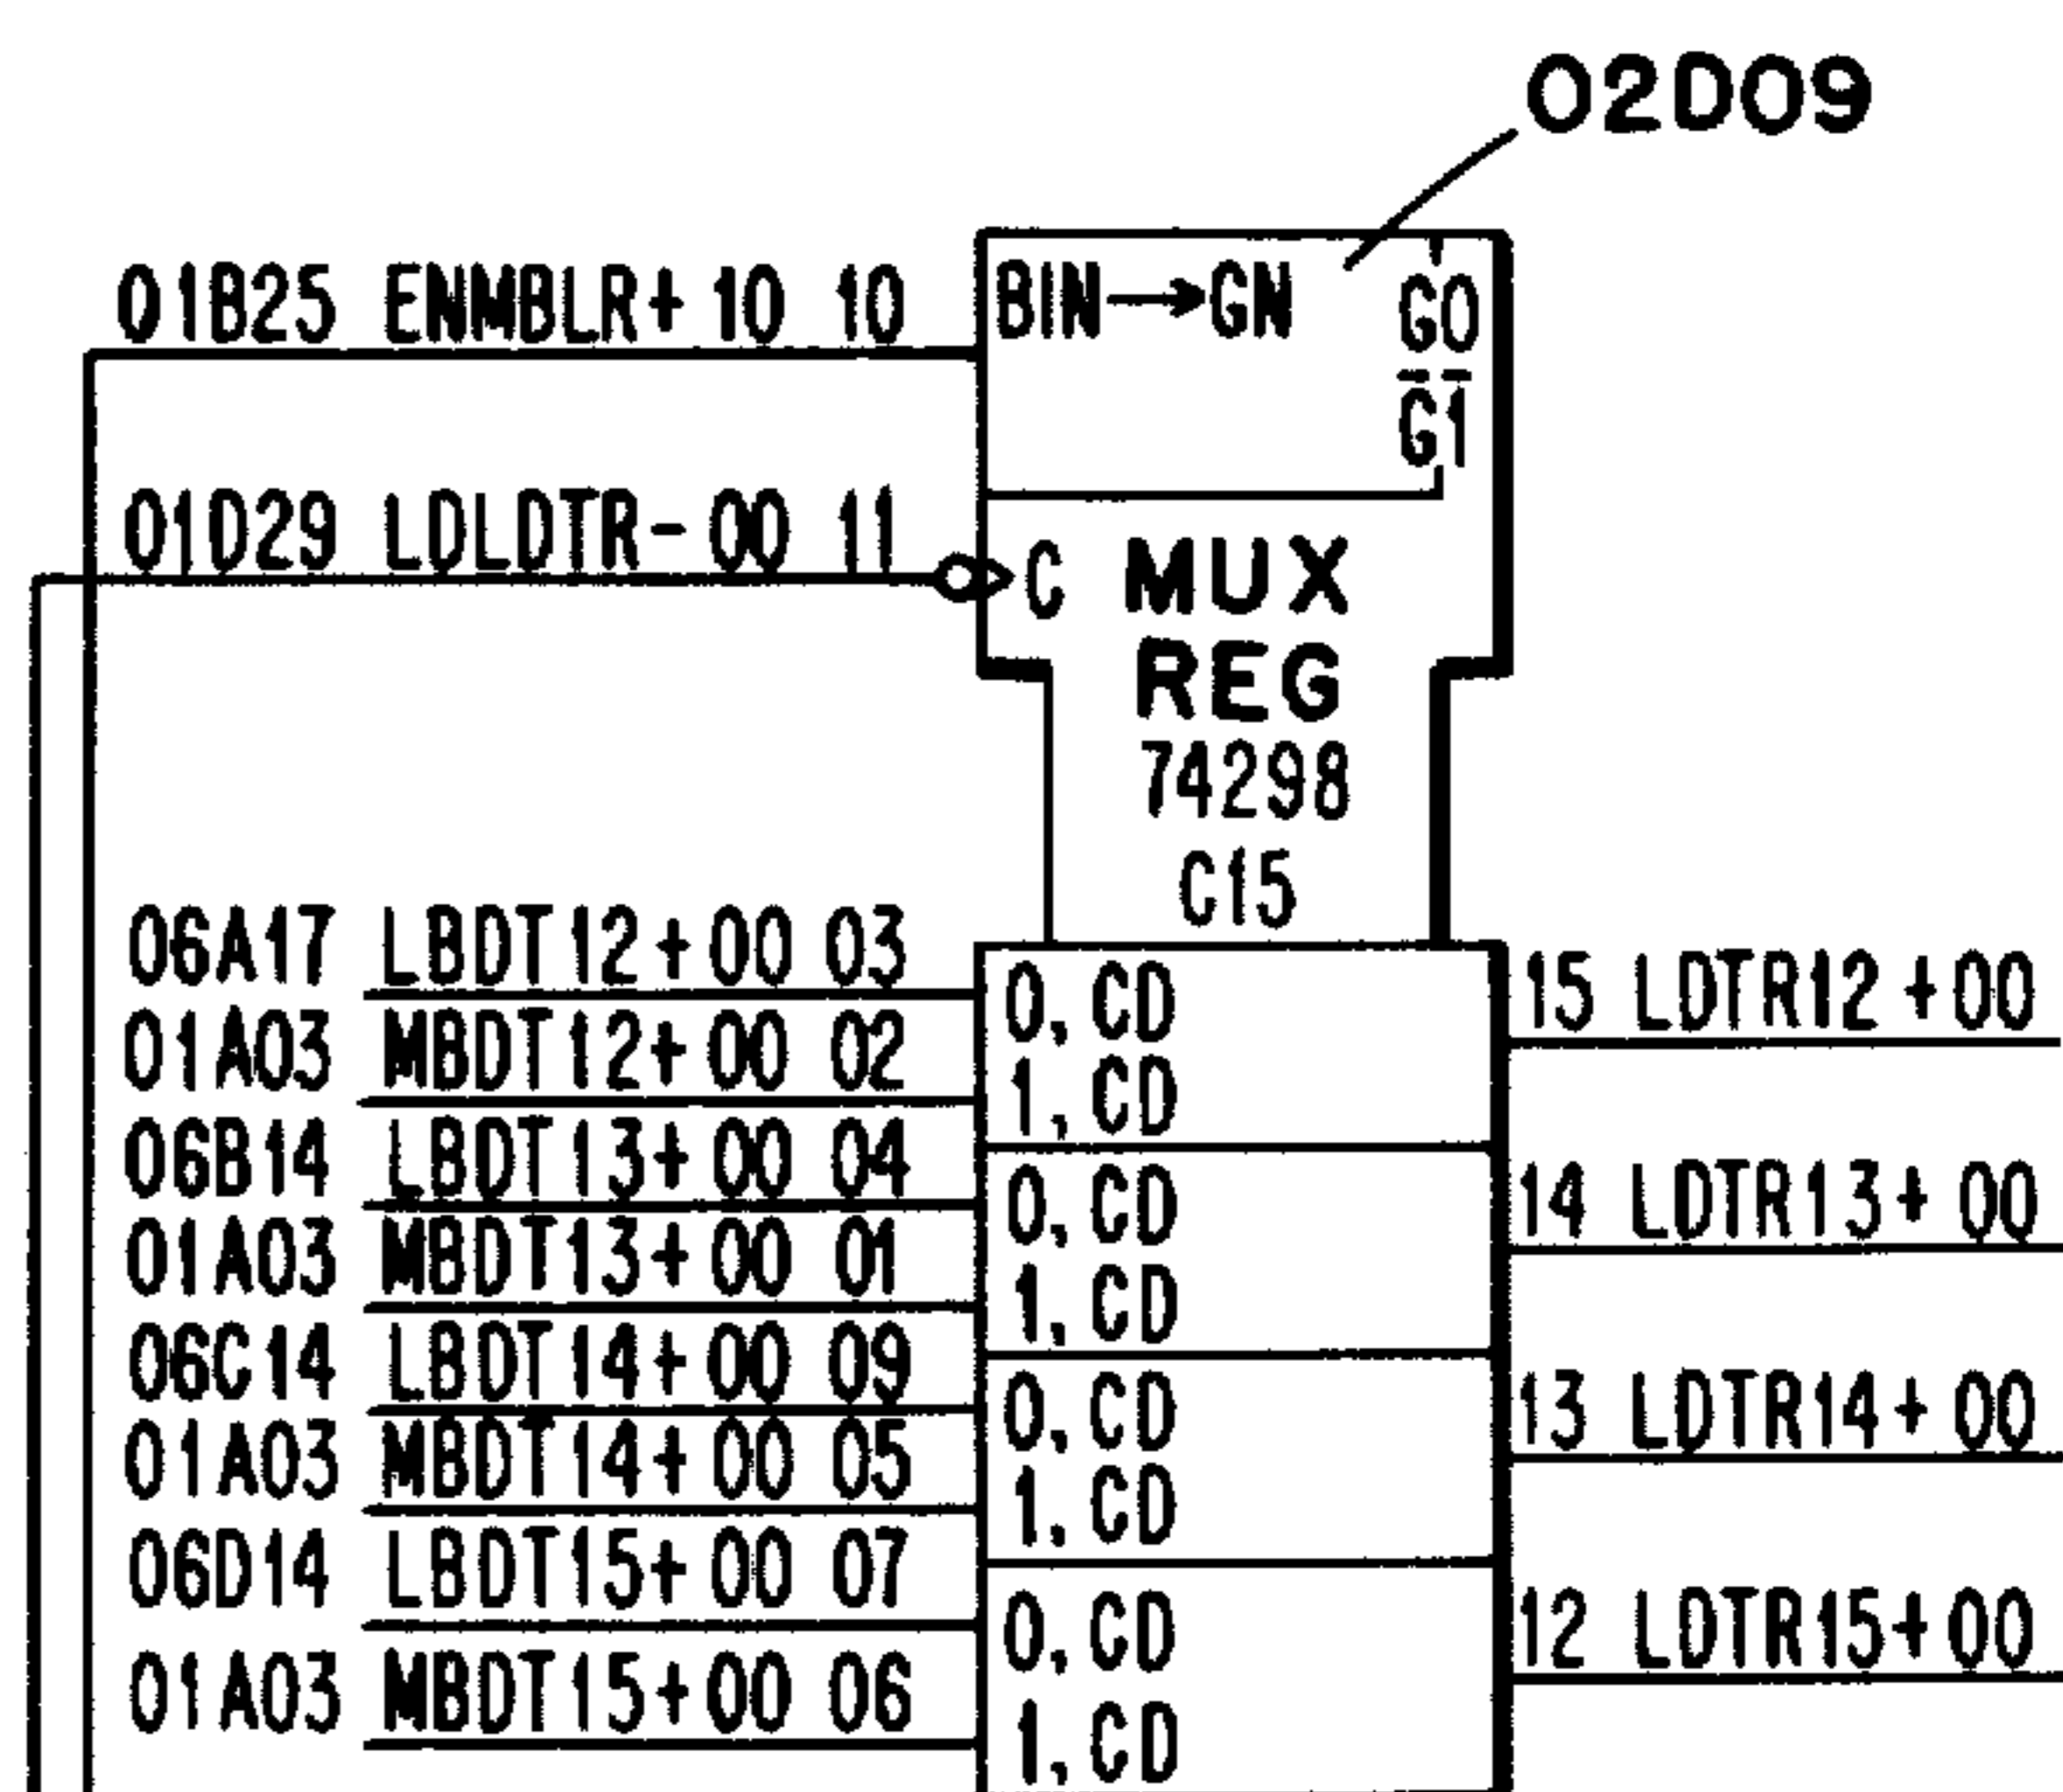 02D09
01B25 ENMBLR+10 10
BIN→GN
G0
G1
01D29 LDLDTR-00 11
C MUX
REG
74298
C15
06A17 LBDT12+00 03
0,CD
15 LDTR12+00
01A03 MBDT12+00 02
1,CD
06B14 LBDT13+00 04
0,CD
14 LDTR13+00
01A03 MBDT13+00 01
1,CD
06C14 LBDT14+00 09
0,CD
13 LDTR14+00
01A03 MBDT14+00 05
1,CD
06D14 LBDT15+00 07
0,CD
12 LDTR15+00
01A03 MBDT15+00 06
1,CD